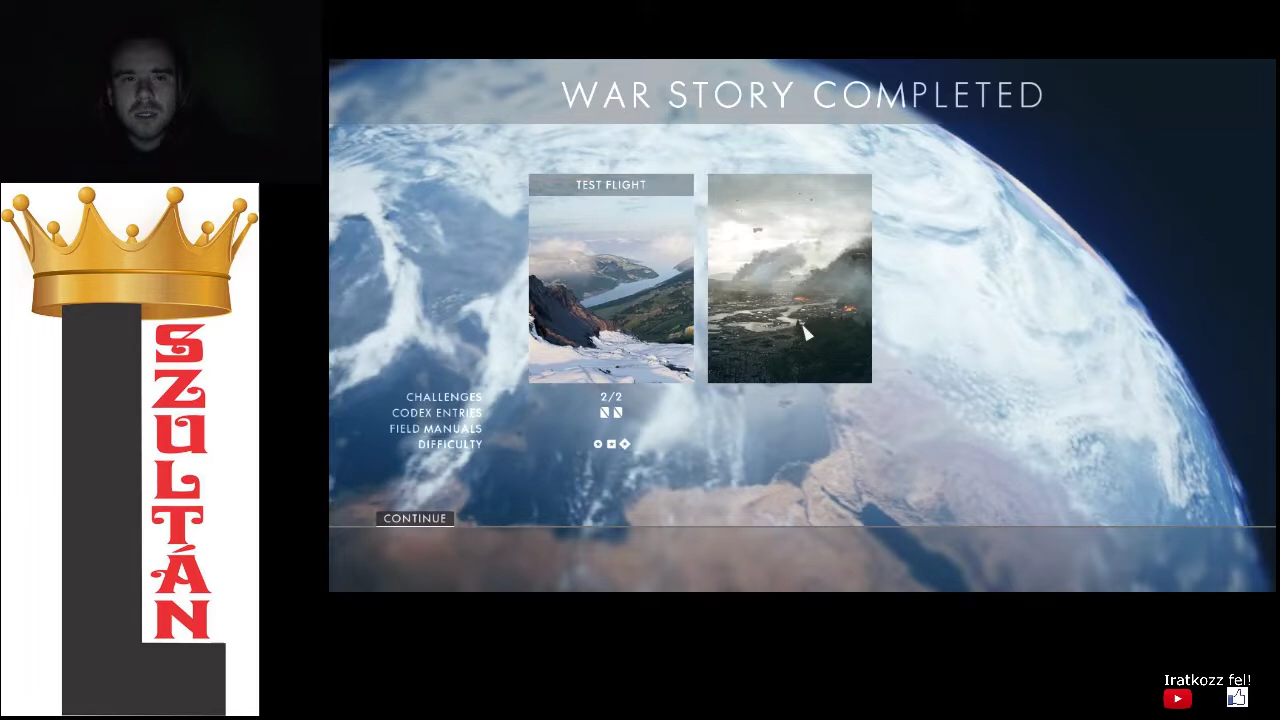 WAR STORY COMPLETED
TEST FLIGHT
CHALLENGES 2/2
CODEX ENTRIES
FIELD MANUALS
DIFFICULTY
CONTINUE
L
SZULTÁN
Iratkozz fel!